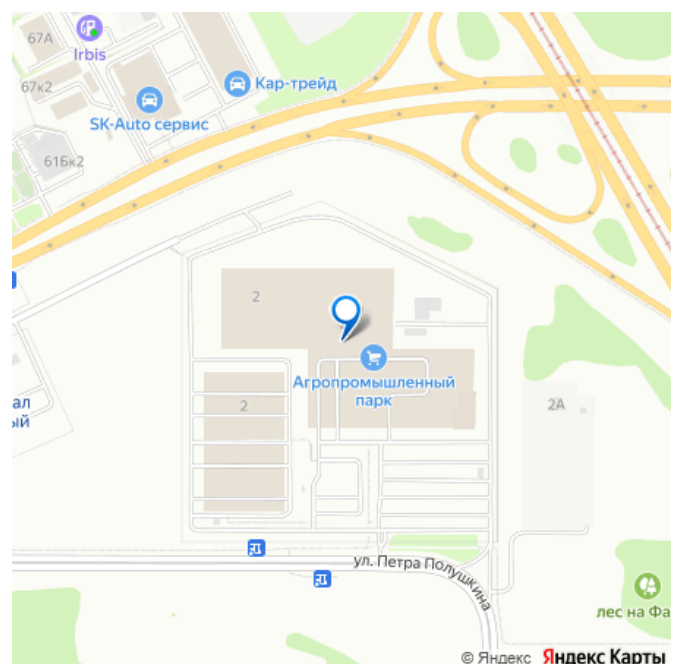 67А
Irbis
67к2
Кар-трейд
SK-Auto сервис
61Бк2
2
Агропромышленный
парк
ал
ый
2
2А
ул. Петра Полушкина
лес на Фа
© Яндекс Яндекс Карты